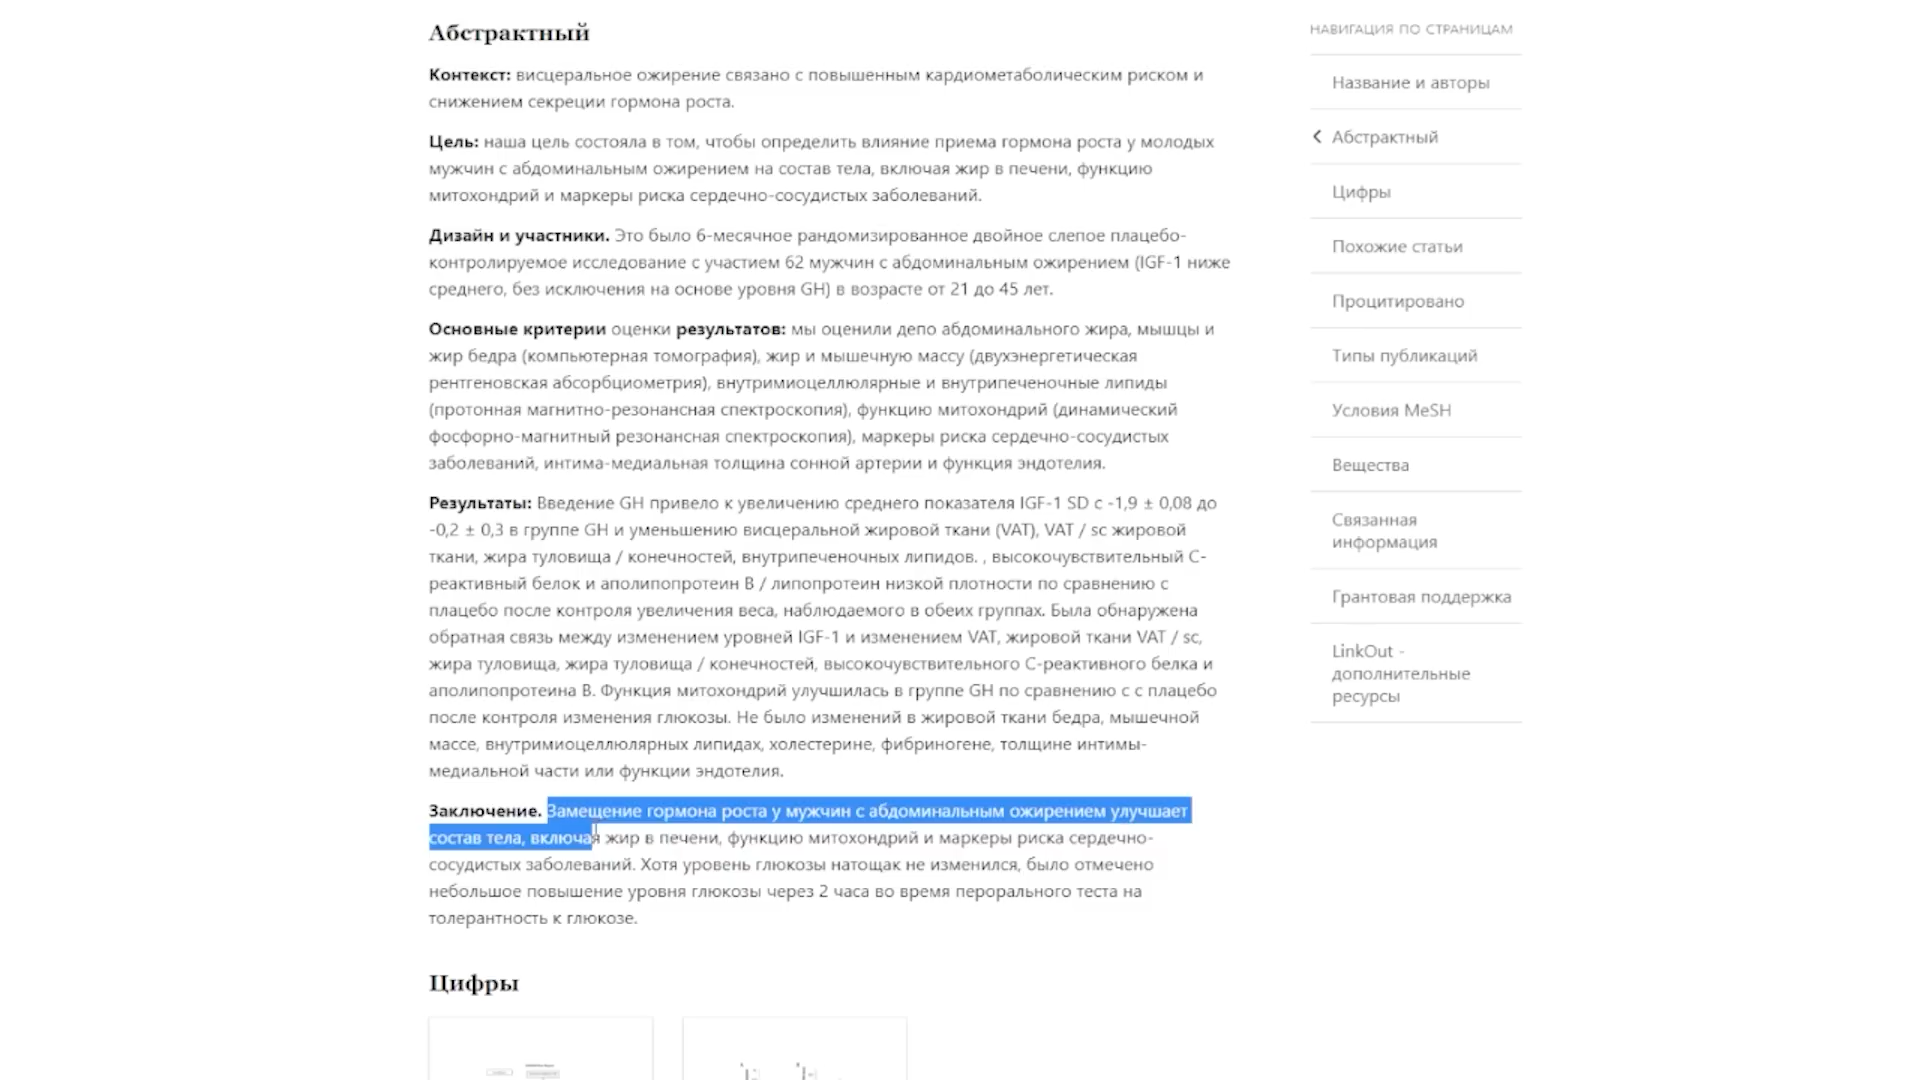 Абстрактный
Контекст: висцеральное ожирение связано с повышенным кардиометаболическим риском и
снижением секреции гормона роста.
Цель: наша цель состояла в том, чтобы определить влияние приема гормона роста у молодых
мужчин с абдоминальным ожирением на состав тела, включая жир в печени, функцию
митохондрий и маркеры риска сердечно-сосудистых заболеваний.
Дизайн и участники. Это было 6-месячное рандомизированное двойное слепое плацебо-
контролируемое исследование с участием 62 мужчин с абдоминальным ожирением (IGF-1 ниже
среднего, без исключения на основе уровня GH) в возрасте от 21 до 45 лет.
Основные критерии оценки результатов: мы оценили депо абдоминального жира, мышцы и
жир бедра (компьютерная томография), жир и мышечную массу (двухэнергетическая
рентгеновская абсорбциометрия), внутримиоцеллюлярные и внутрипеченочные липиды
(протонная магнитно-резонансная спектроскопия), функцию митохондрий (динамический
фосфорно-магнитный резонансная спектроскопия), маркеры риска сердечно-сосудистых
заболеваний, интима-медиальная толщина сонной артерии и функция эндотелия.
Результаты: Введение GH привело к увеличению среднего показателя IGF-1 SD с -1,9 ± 0,08 до
-0,2 ± 0,3 в группе GH и уменьшению висцеральной жировой ткани (VAT), VAT / sc жировой
ткани, жира туловища / конечностей, внутрипеченочных липидов. , высокочувствительный С-
реактивный белок и аполипопротеин B / липопротеин низкой плотности по сравнению с
плацебо после контроля увеличения веса, наблюдаемого в обеих группах. Была обнаружена
обратная связь между изменением уровней IGF-1 и изменением VAT, жировой ткани VAT / sc,
жира туловища, жира туловища / конечностей, высокочувствительного С-реактивного белка и
аполипопротеина B. Функция митохондрий улучшилась в группе GH по сравнению с с плацебо
после контроля изменения глюкозы. Не было изменений в жировой ткани бедра, мышечной
массе, внутримиоцеллюлярных липидах, холестерине, фибриногене, толщине интимы-
медиальной части или функции эндотелия.
Заключение. Замещение гормона роста у мужчин с абдоминальным ожирением улучшает
состав тела, включая жир в печени, функцию митохондрий и маркеры риска сердечно-
сосудистых заболеваний. Хотя уровень глюкозы натощак не изменился, было отмечено
небольшое повышение уровня глюкозы через 2 часа во время перорального теста на
толерантность к глюкозе.
Цифры
НАВИГАЦИЯ ПО СТРАНИЦАМ
Название и авторы
Абстрактный
Цифры
Похожие статьи
Процитировано
Типы публикаций
Условия MeSH
Вещества
Связанная
информация
Грантовая поддержка
LinkOut -
дополнительные
ресурсы